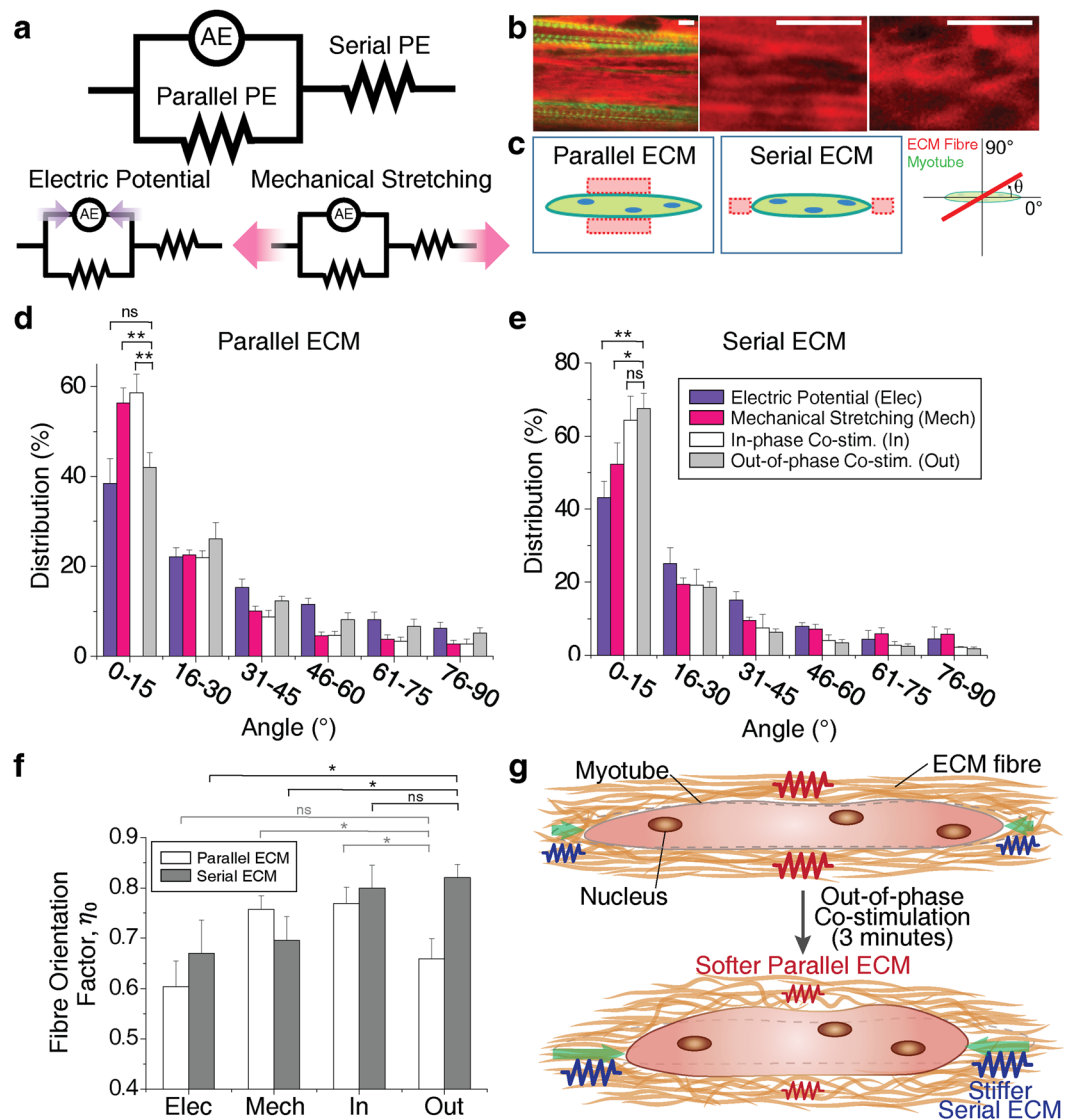 a
AE
Serial PE
Parallel PE
Electric Potential
Mechanical Stretching
AE
AE
b
c
Parallel ECM
Serial ECM
ECM Fibre
Myotube
90°
θ
0°
d
Parallel ECM
ns
**
**
Distribution (%)
60
40
20
0
0-15
16-30
31-45
46-60
61-75
76-90
Angle (°)
e
Serial ECM
**
*
ns
Electric Potential (Elec)
Mechanical Stretching (Mech)
In-phase Co-stim. (In)
Out-of-phase Co-stim. (Out)
Distribution (%)
80
60
40
20
0
0-15
16-30
31-45
46-60
61-75
76-90
Angle (°)
f
*
*
ns
ns
*
*
Parallel ECM
Serial ECM
Fibre Orientation
Factor, η0
0.9
0.8
0.7
0.6
0.5
0.4
Elec
Mech
In
Out
g
Myotube
ECM fibre
Nucleus
Out-of-phase
Co-stimulation
(3 minutes)
Softer Parallel ECM
Stiffer
Serial ECM